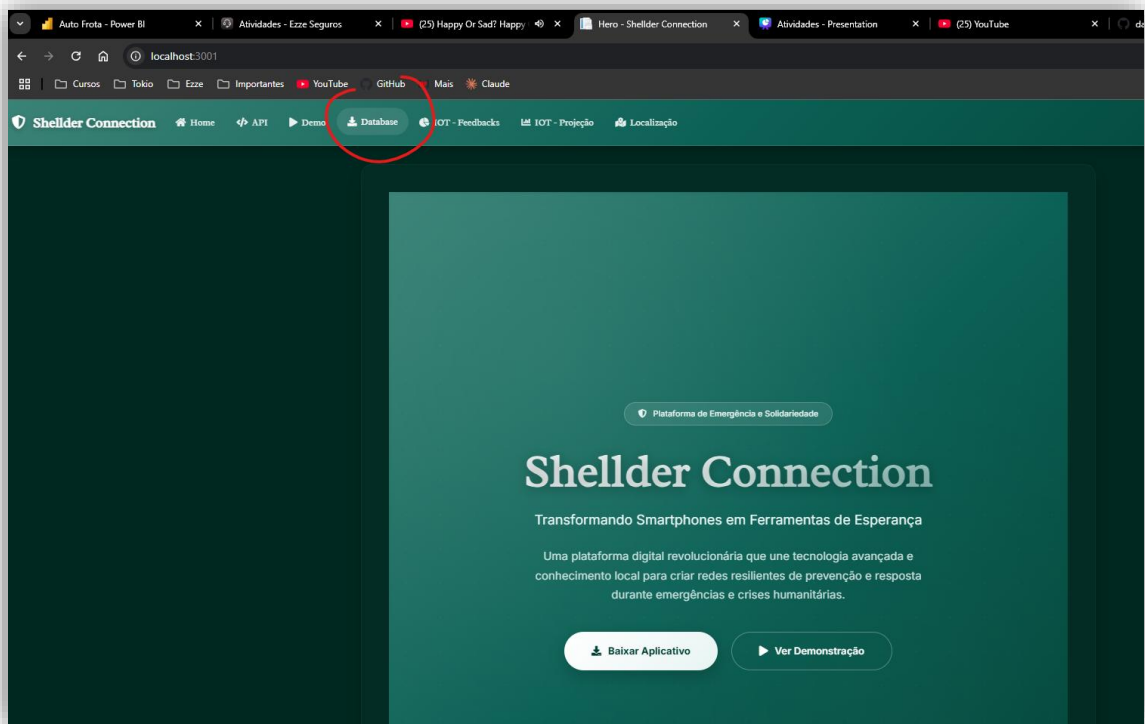 Auto Frota - Power BI
Atividades - Ezze Seguros
(25) Happy Or Sad? Happy
Hero - Shellder Connection
Atividades - Presentation
(25) YouTube
localhost:3001
Cursos
Tokio
Ezze
Importantes
YouTube
GitHub
Mais
Claude
Shellder Connection
Home
API
Demo
Database
IOT - Feedbacks
IOT - Projeção
Localização
Plataforma de Emergência e Solidariedade
Shellder Connection
Transformando Smartphones em Ferramentas de Esperança
Uma plataforma digital revolucionária que une tecnologia avançada e
conhecimento local para criar redes resilientes de prevenção e resposta
durante emergências e crises humanitárias.
Baixar Aplicativo
Ver Demonstração